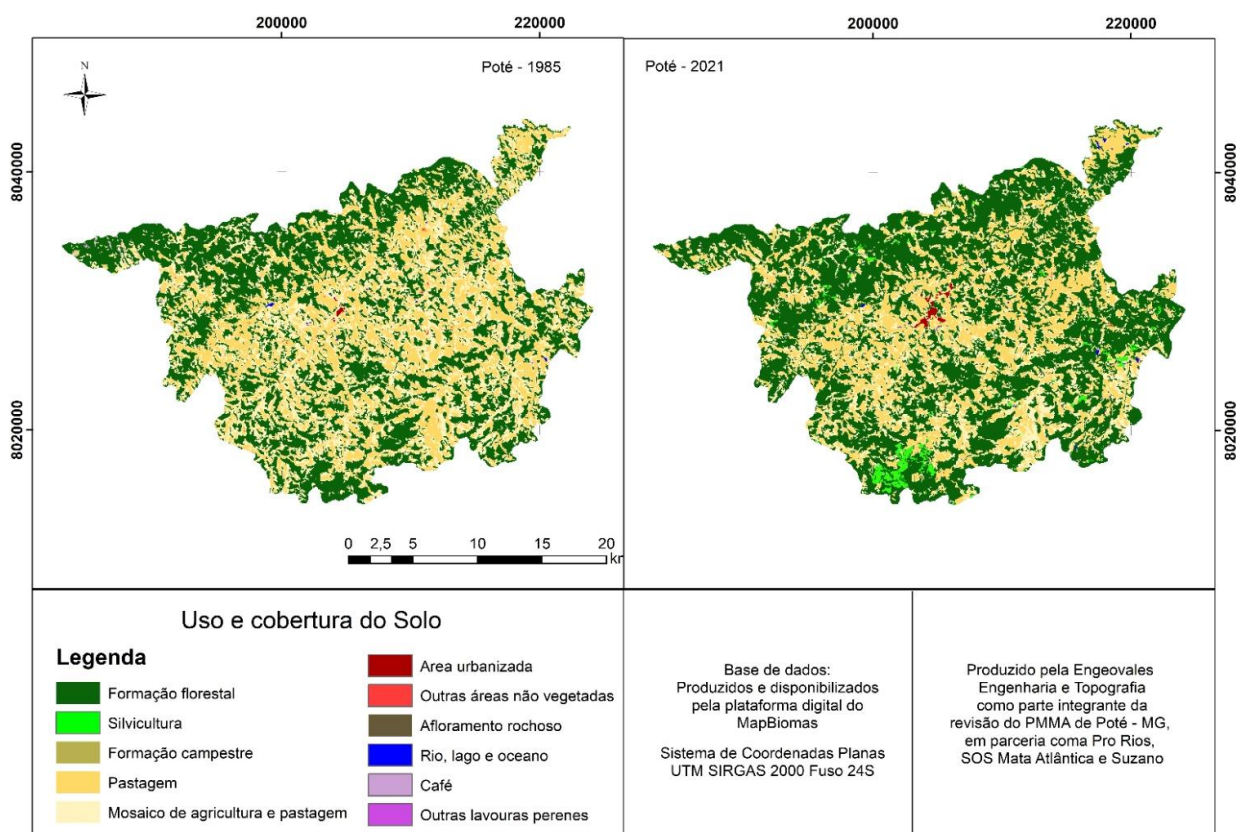 200000
220000
200000
220000
N
Poté - 1985
Poté - 2021
8040000
8040000
8020000
8020000
0 2,5 5 10 15 20
km
Uso e cobertura do Solo
Legenda
Formação florestal
Silvicultura
Formação campestre
Pastagem
Mosaico de agricultura e pastagem
Area urbanizada
Outras áreas não vegetadas
Afloramento rochoso
Rio, lago e oceano
Café
Outras lavouras perenes
Base de dados:
Produzidos e disponibilizados
pela plataforma digital do
MapBiomas
Sistema de Coordenadas Planas
UTM SIRGAS 2000 Fuso 24S
Produzido pela Engeovales
Engenharia e Topografia
como parte integrante da
revisão do PMMA de Poté - MG,
em parceria coma Pro Rios,
SOS Mata Atlântica e Suzano